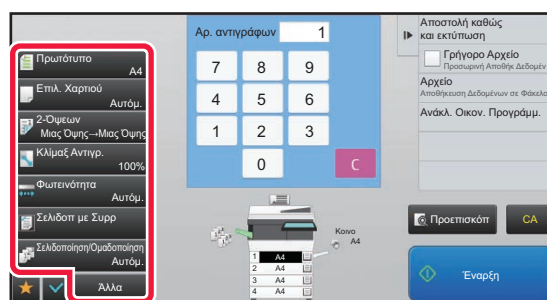 Πρωτότυπο
A4
Επιλ. Χαρτιού
Αυτόμ.
2-Όψεων
Μιας Όψης→Μιας Όψης
Κλίμαξ Αντιγρ.
100%
Φωτεινότητα
Αυτόμ.
Σελιδοπ με Συρρ
Σελιδοποίηση/Ομαδοποίηση
Αυτόμ.
Άλλα
Αρ. αντιγράφων
1
7 8 9
4 5 6
1 2 3
0 C
Κοινο
A4
1 A4
2 A4
3 A4
4 A4
Αποστολή καθώς
και εκτύπωση
Γρήγορο Αρχείο
Προσωρινή Αποθήκ Δεδομέν
Αρχείο
Αποθήκευση Δεδομένων σε Φάκελο
Ανάκλ. Οικον. Προγράμμ.
Προεπισκόπ
CA
Έναρξη